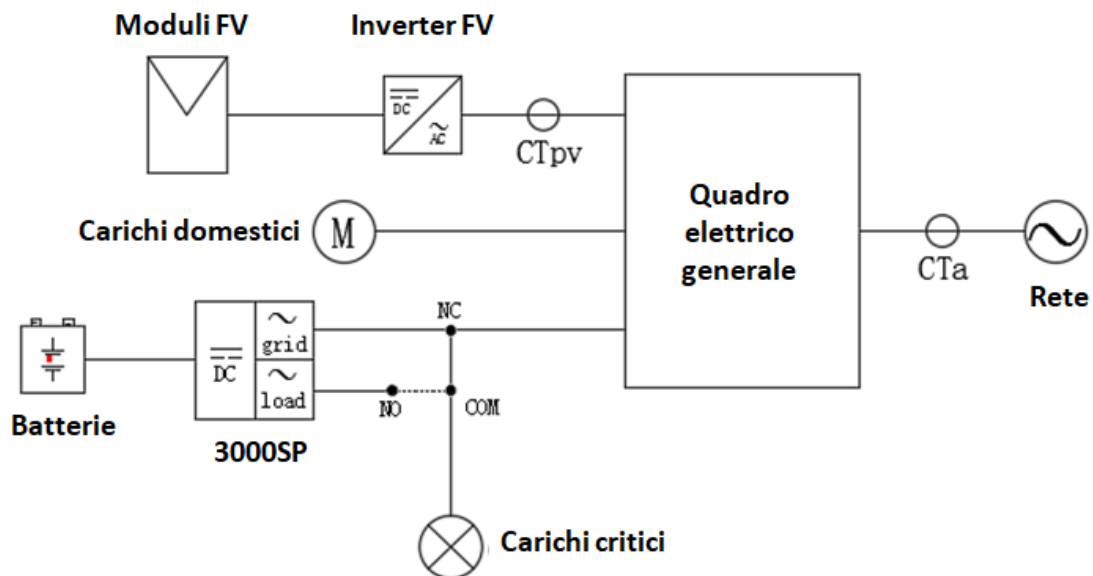 Moduli FV
Inverter FV
DC
AC
CTpv
Quadro
elettrico
generale
Carichi domestici
M
CTa
Rete
NC
grid
DC
load
NO
COM
Batterie
3000SP
Carichi critici